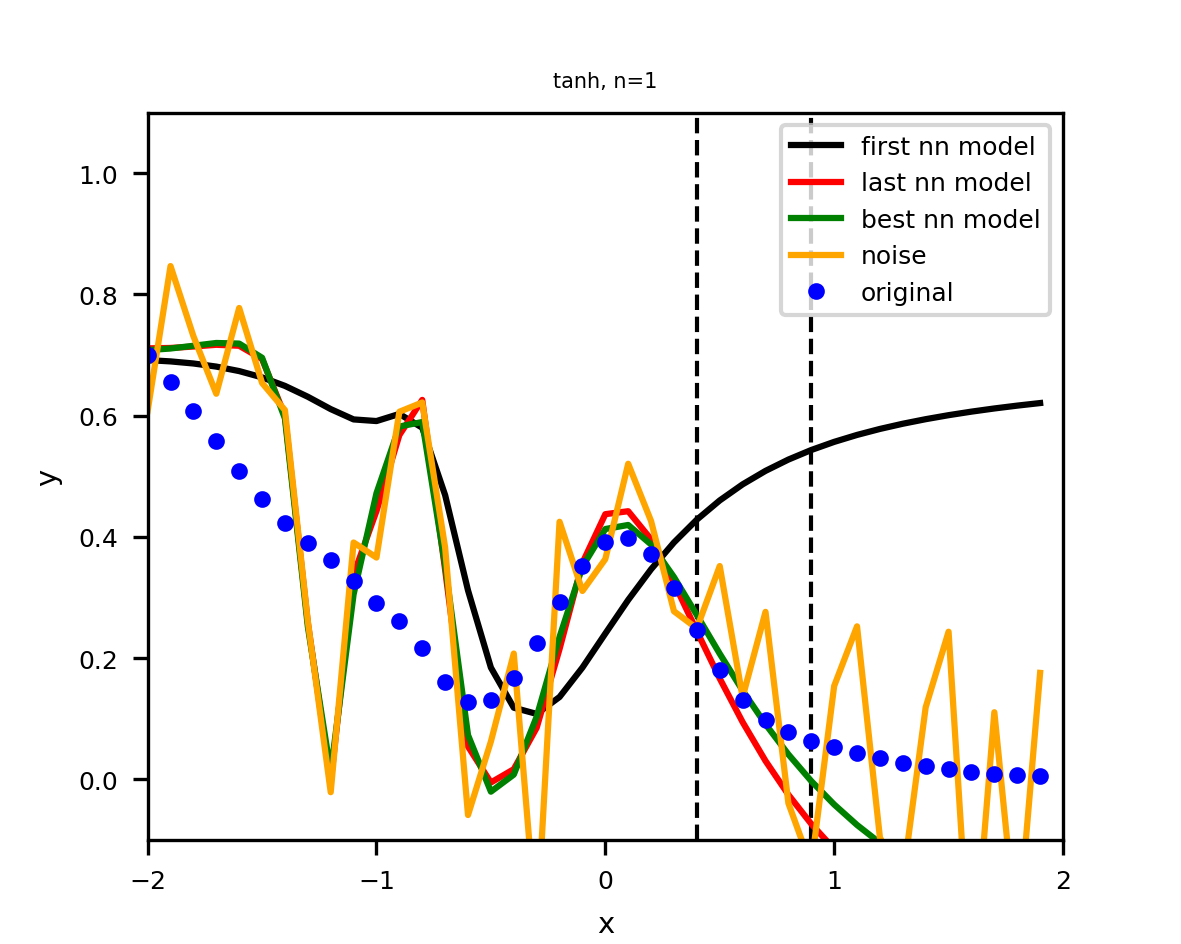 tanh, n=1
first nn model
last nn model
best nn model
noise
original
1.0
0.8
0.6
0.4
0.2
0.0
y
−2
−1
0
1
2
x